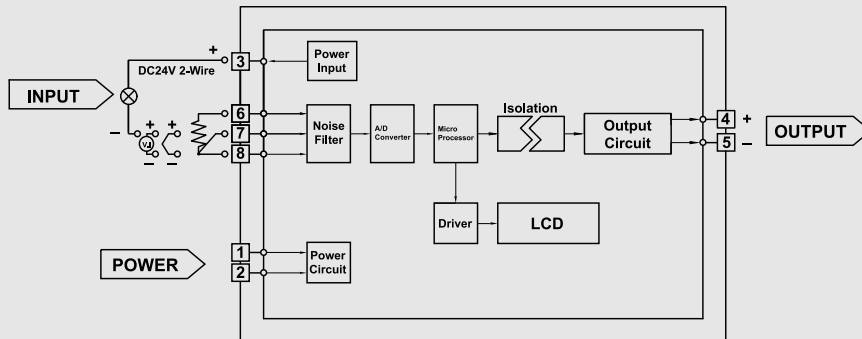 INPUT
+
DC24V 2-Wire
3
Power
Input
−
+
+
V/I
−
−
6
7
8
Noise
Filter
A/D
Converter
Micro
Processor
Isolation
Output
Circuit
4
+
5
−
OUTPUT
Driver
LCD
POWER
1
2
Power
Circuit